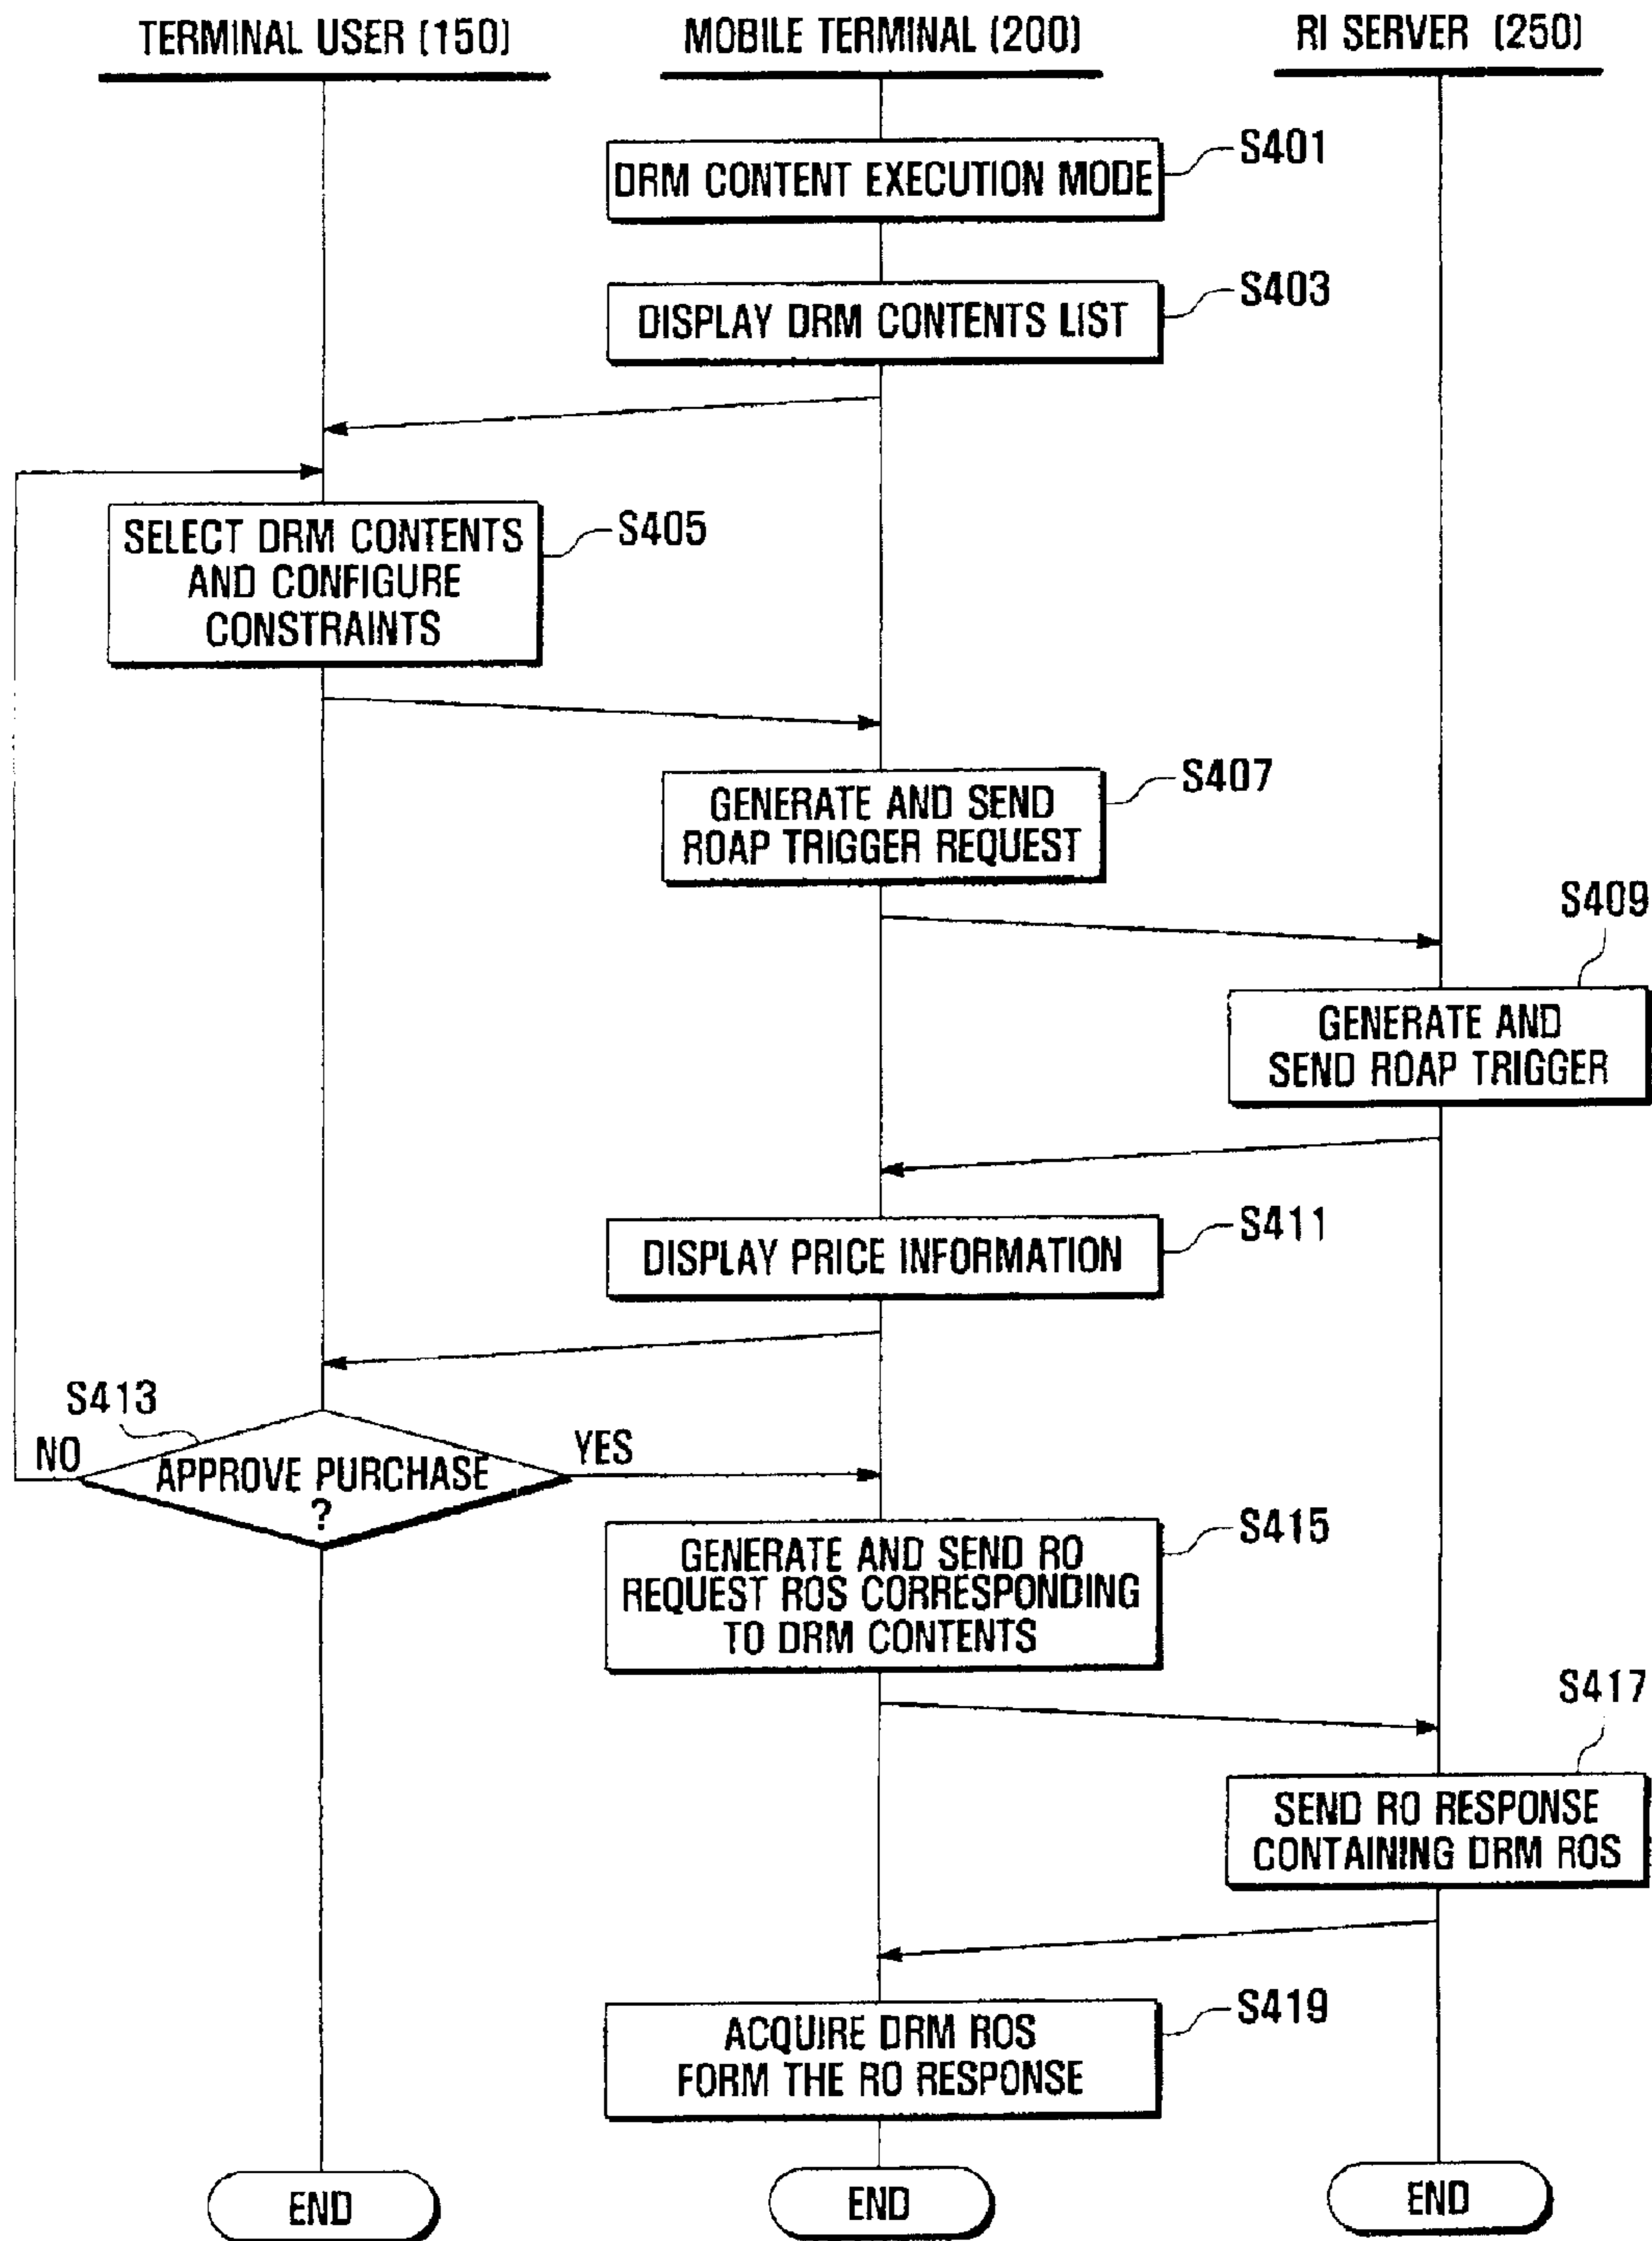 TERMINAL USER (150)
MOBILE TERMINAL (200)
RI SERVER (250)
DRM CONTENT EXECUTION MODE
S401
DISPLAY DRM CONTENTS LIST
S403
SELECT DRM CONTENTS
AND CONFIGURE
CONSTRAINTS
S405
GENERATE AND SEND
ROAP TRIGGER REQUEST
S407
S409
GENERATE AND
SEND ROAP TRIGGER
DISPLAY PRICE INFORMATION
S411
S413
NO
APPROVE PURCHASE
?
YES
GENERATE AND SEND RO
REQUEST ROS CORRESPONDING
TO DRM CONTENTS
S415
S417
SEND RO RESPONSE
CONTAINING DRM ROS
ACQUIRE DRM ROS
FORM THE RO RESPONSE
S419
END
END
END